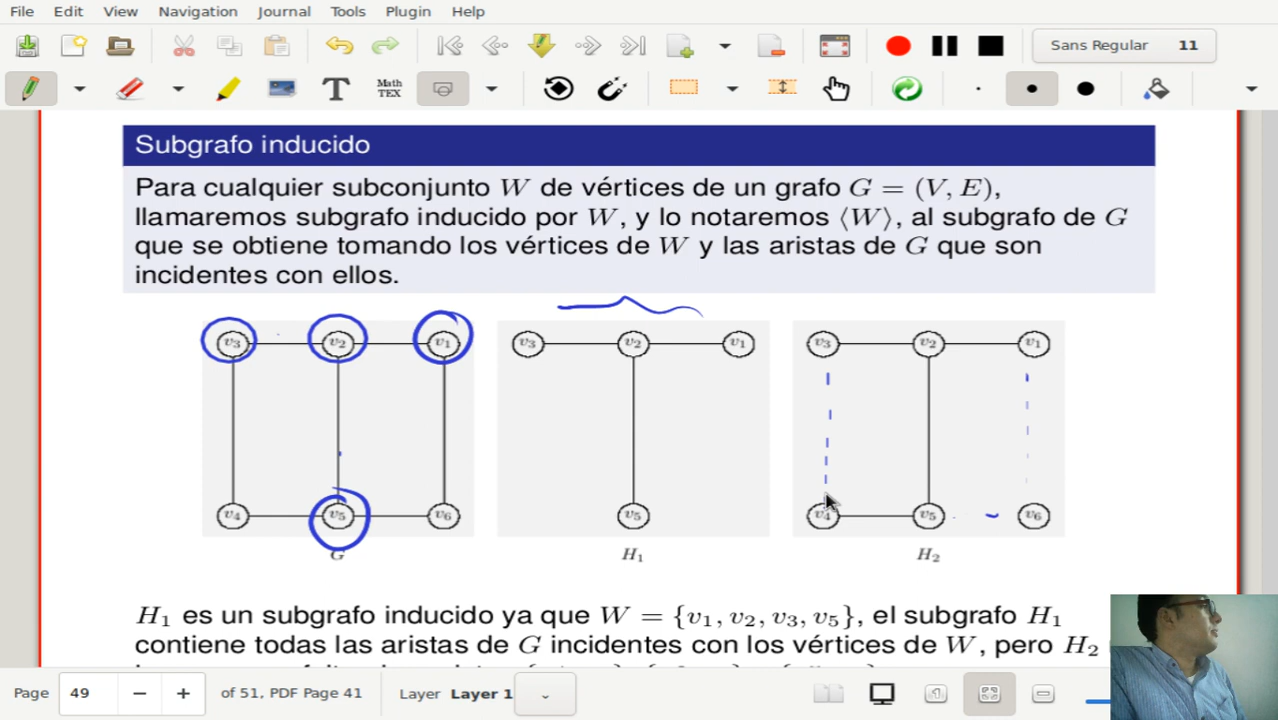 File Edit View Navigation Journal Tools Plugin Help
Sans Regular 11
T Math TEX
Subgrafo inducido
Para cualquier subconjunto W de vértices de un grafo G = (V, E),
llamaremos subgrafo inducido por W, y lo notaremos ⟨W⟩, al subgrafo de G
que se obtiene tomando los vértices de W y las aristas de G que son
incidentes con ellos.
v₃ v₂ v₁ v₃ v₂ v₁ v₃ v₂ v₁
v₄ v₅ v₆ v₅ v₄ v₅ v₆
G H₁ H₂
H₁ es un subgrafo inducido ya que W = {v₁, v₂, v₃, v₅}, el subgrafo H₁
contiene todas las aristas de G incidentes con los vértices de W, pero H₂
Page 49 − + of 51, PDF Page 41 Layer Layer 1